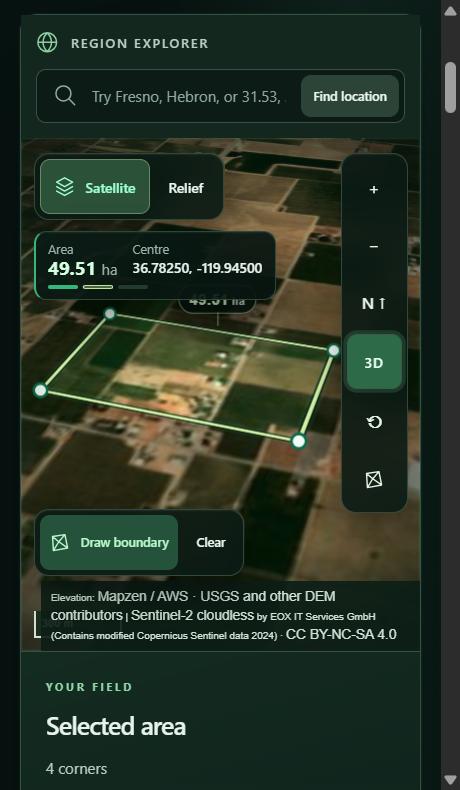 REGION EXPLORER
Try Fresno, Hebron, or 31.53, .
Find location
Satellite
Relief
+
−
N ↑
3D
Area
49.51 ha
Centre
36.78250, -119.94500
49.51 ha
Draw boundary
Clear
Elevation: Mapzen / AWS · USGS and other DEM
contributors | Sentinel-2 cloudless by EOX IT Services GmbH
(Contains modified Copernicus Sentinel data 2024) · CC BY-NC-SA 4.0
YOUR FIELD
Selected area
4 corners